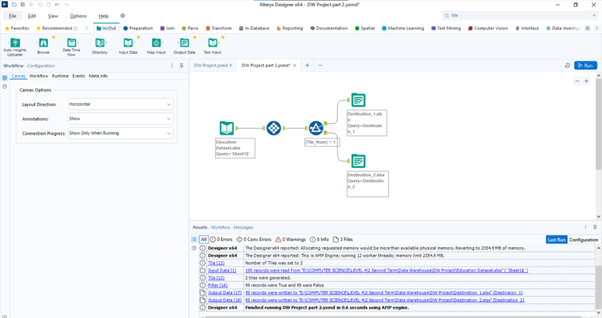 Alteryx Designer x64 - DW Project part 2.yxmd*
File Edit View Options Help
tile
Favorites Recommended In/Out Preparation Join Parse Transform In-Database Reporting Documentation Spatial Machine Learning Text Mining Computer Vision Interface Data Investiga
Auto Insights Uploader
Browse
Date Time Now
Directory
Input Data
Map Input
Output Data
Text Input
Workflow - Configuration
DW Project.yxmd
DW Project part 2.yxmd*
Run
Canvas Workflow Runtime Events Meta Info
Canvas Options
Layout Direction: Horizontal
Annotations: Show
Connection Progress: Show Only When Running
Education
Dataset.xlsx
Query=`Sheet1$`
[Tile_Num] = 1
Destination_1.xlsx
Query=Destination_1
Destination_2.xlsx
Query=Destination_2
Results - Workflow - Messages
All 0 Errors 0 Conv Errors 0 Warnings 6 Info 3 Files
Last Run Configuration
Designer x64 The Designer x64 reported: Allocating requested memory would be more than available physical memory. Reverting to 2354.9 MB of memory.
Designer x64 The Designer x64 reported: This is AMP Engine; running 12 worker threads; memory limit 2354.9 MB.
Tile (13) Number of Tiles was set to 2
Input Data (1) 190 records were read from "E:\COMPUTER SCIENCE\LEVEL 4\2 Second Term\Data Warehouse\DW Project\Education Dataset.xlsx" (`Sheet1$`)
Tile (13) 2 tiles were generated.
Filter (16) 95 records were True and 95 were False
Output Data (17) 95 records were written to "E:\COMPUTER SCIENCE\LEVEL 4\2 Second Term\Data Warehouse\DW Project\Destination_1.xlsx" (Destination_1)
Output Data (18) 95 records were written to "E:\COMPUTER SCIENCE\LEVEL 4\2 Second Term\Data Warehouse\DW Project\Destination_2.xlsx" (Destination_2)
Designer x64 Finished running DW Project part 2.yxmd in 0.6 seconds using AMP engine.